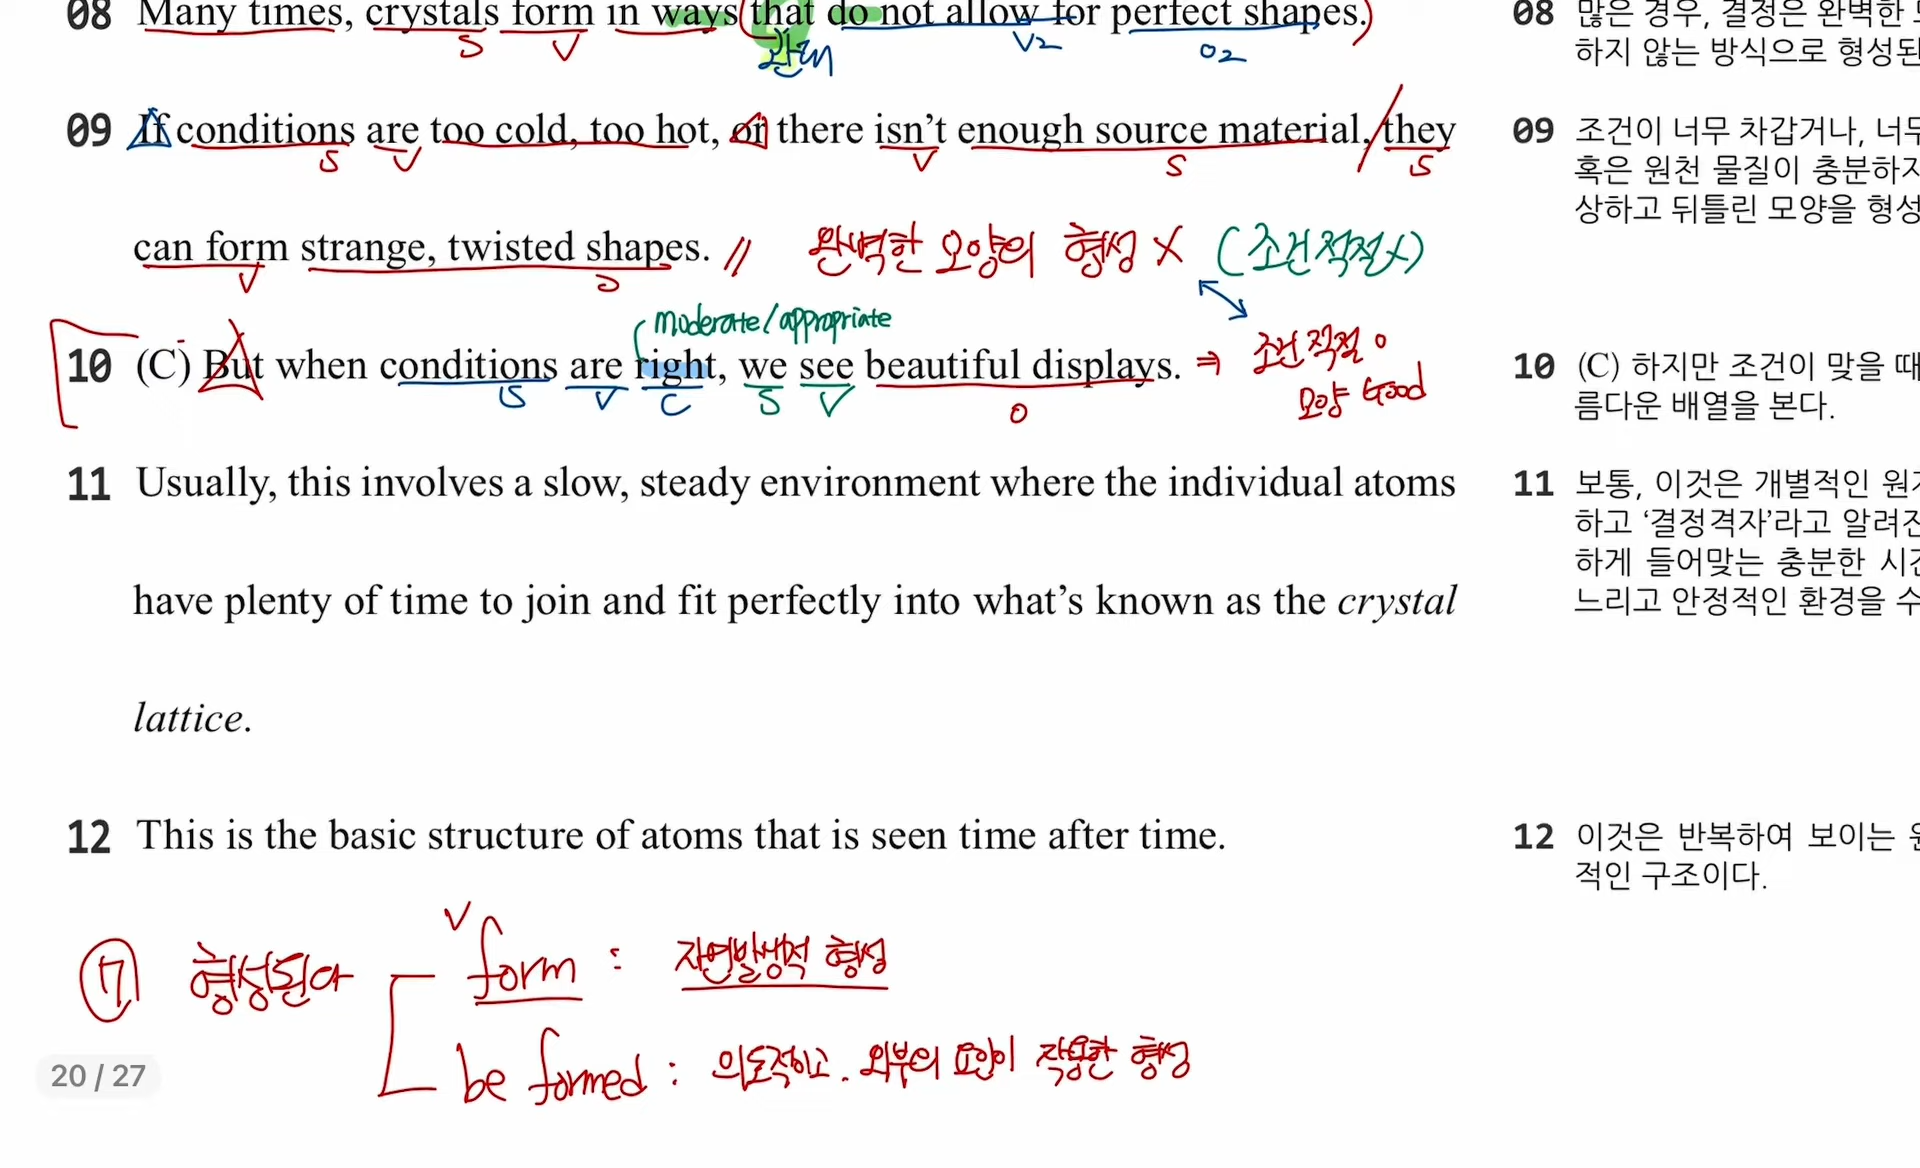 08 Many times, crystals form in ways (that do not allow for perfect shapes.)
S V V2 O2
관대
08 많은 경우, 결정은 완벽한
하지 않는 방식으로 형성된
09 If conditions are too cold, too hot, or there isn't enough source material, / they
S V V S S
09 조건이 너무 차갑거나, 너무
혹은 원천 물질이 충분하지
상하고 뒤틀린 모양을 형성
can form strange, twisted shapes. // 완벽한 모양의 형성 X (조건적절X)
V O
moderate/appropriate
10 (C) But when conditions are right, we see beautiful displays. ⇒ 조건 적절 o
S V C S V O
모양 Good
10 (C) 하지만 조건이 맞을 때
름다운 배열을 본다.
11 Usually, this involves a slow, steady environment where the individual atoms
have plenty of time to join and fit perfectly into what's known as the crystal
lattice.
11 보통, 이것은 개별적인 원자
하고 '결정격자'라고 알려진
하게 들어맞는 충분한 시간
느리고 안정적인 환경을 수
12 This is the basic structure of atoms that is seen time after time.
12 이것은 반복하여 보이는 원
적인 구조이다.
V
⑦ 형성된다 form : 자연발생적 형성
be formed : 의도적이고. 외부의 요인이 작용한 형성
20 / 27